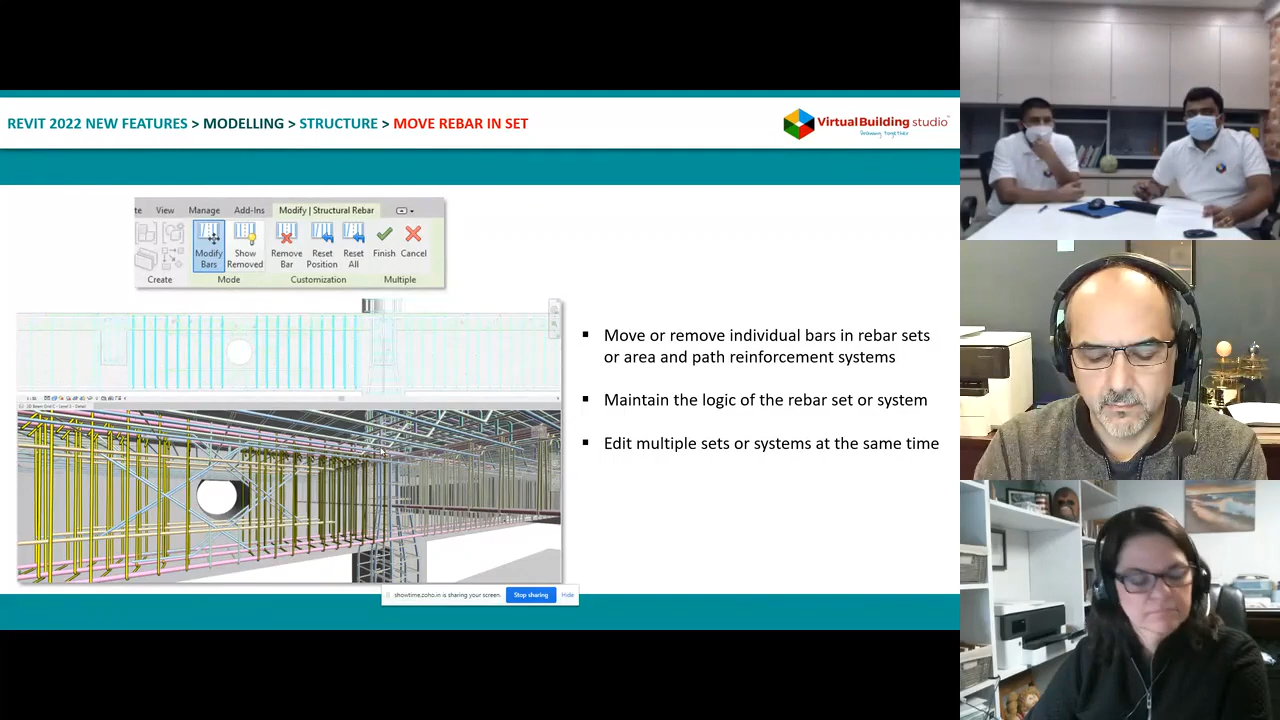 REVIT 2022 NEW FEATURES > MODELLING > STRUCTURE > MOVE REBAR IN SET
Virtual Building studio
View Manage Add-Ins Modify | Structural Rebar
Modify Bars
Show Removed
Remove Bar
Reset Position
Reset All
Finish
Cancel
Create Mode Customization Multiple
▪ Move or remove individual bars in rebar sets
or area and path reinforcement systems
▪ Maintain the logic of the rebar set or system
▪ Edit multiple sets or systems at the same time
showtime.zoho.in is sharing your screen. Stop sharing Hide